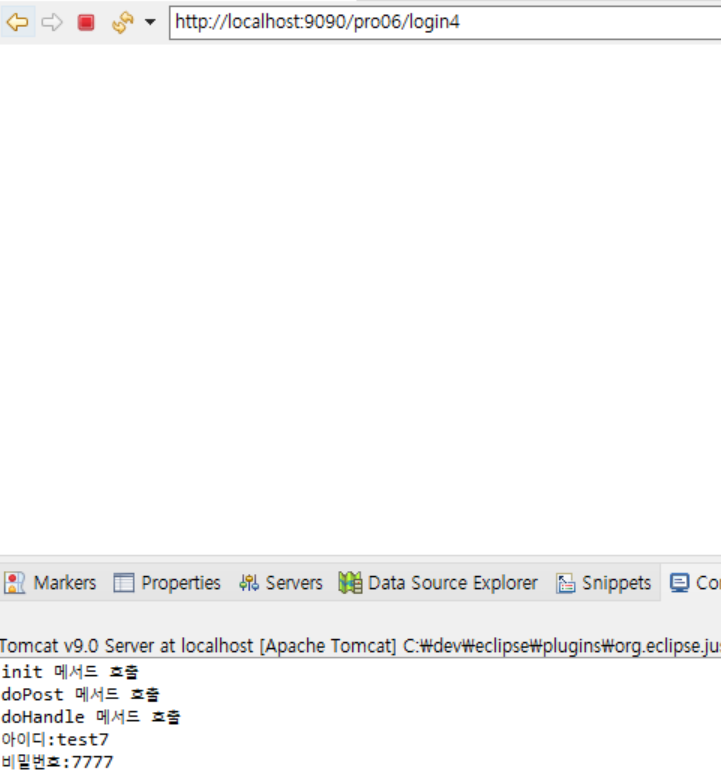 http://localhost:9090/pro06/login4
Markers Properties Servers Data Source Explorer Snippets Co
Tomcat v9.0 Server at localhost [Apache Tomcat] C:₩dev₩eclipse₩plugins₩org.eclipse.jus
init 메서드 호출
doPost 메서드 호출
doHandle 메서드 호출
아이디:test7
비밀번호:7777